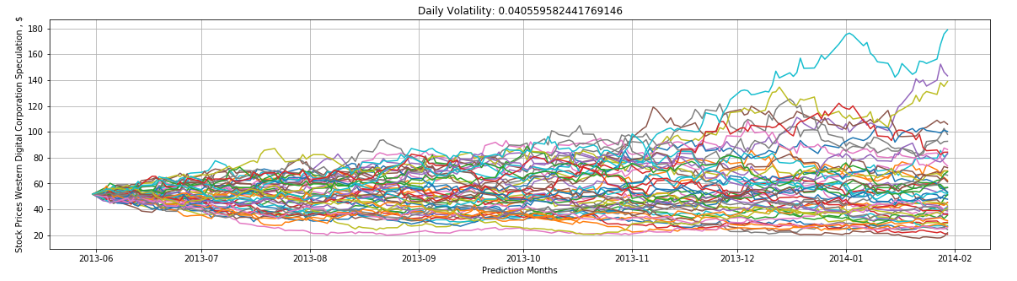 Daily Volatility: 0.040559582441769146
Stock Prices Western Digital Corporation Speculation , $
180
160
140
120
100
80
60
40
20
2013-06 2013-07 2013-08 2013-09 2013-10 2013-11 2013-12 2014-01 2014-02
Prediction Months